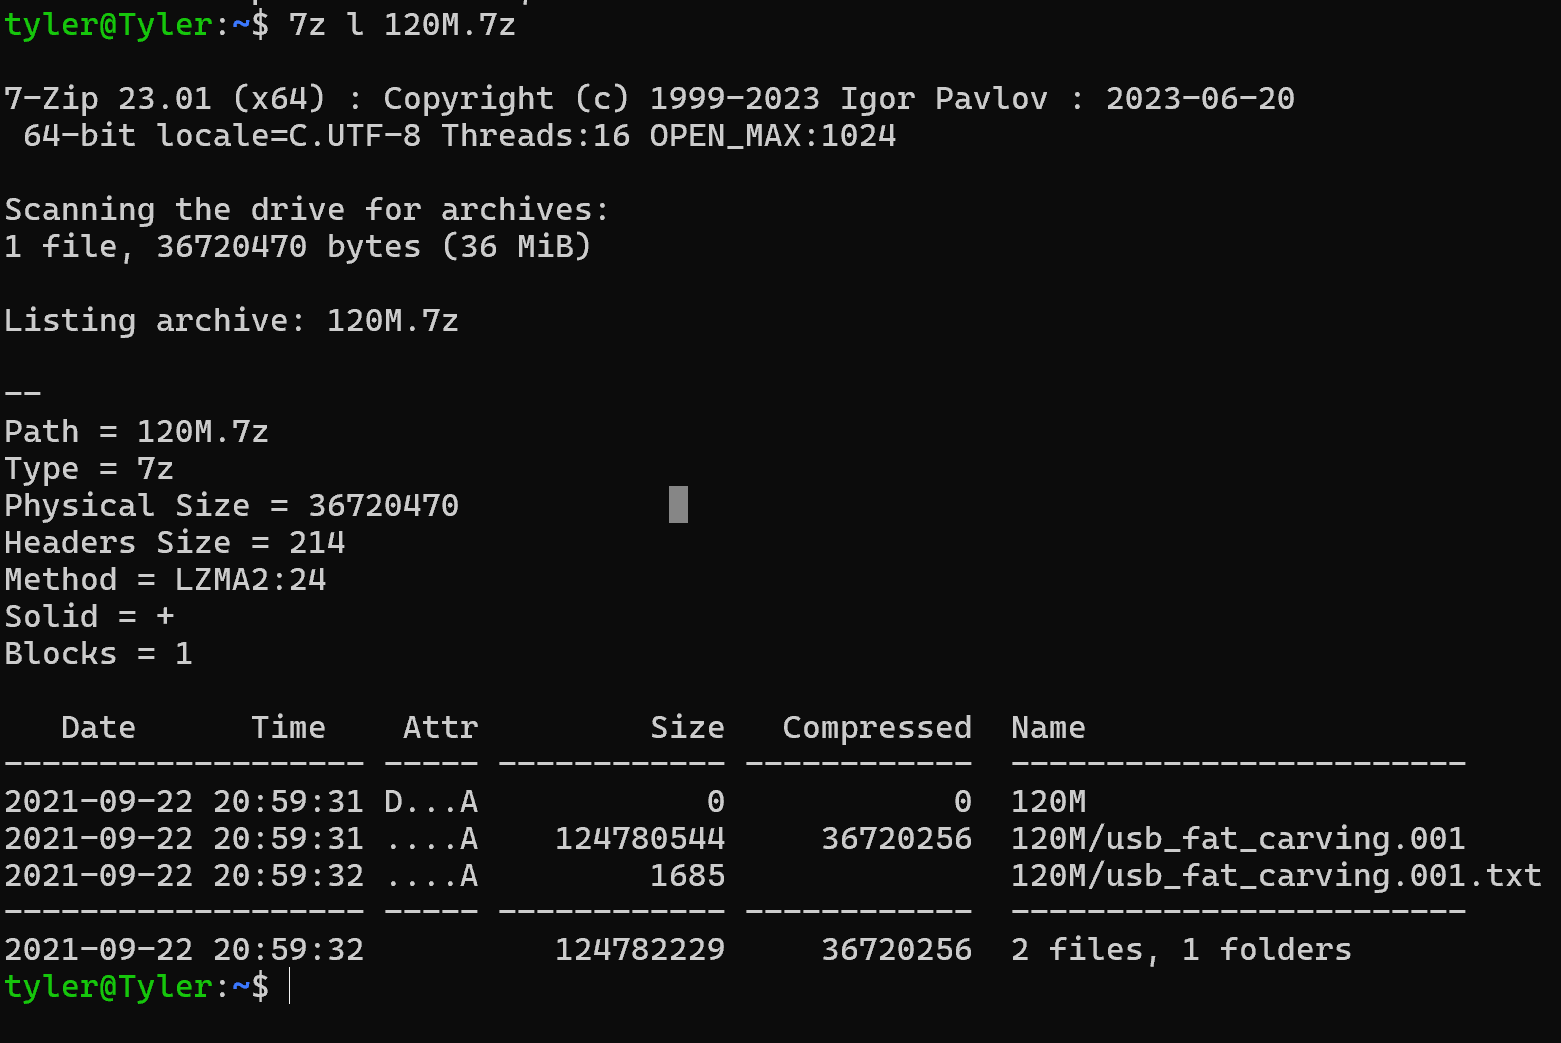 tyler@Tyler:~$ 7z l 120M.7z
7-Zip 23.01 (x64) : Copyright (c) 1999-2023 Igor Pavlov : 2023-06-20
 64-bit locale=C.UTF-8 Threads:16 OPEN_MAX:1024
Scanning the drive for archives:
1 file, 36720470 bytes (36 MiB)
Listing archive: 120M.7z
--
Path = 120M.7z
Type = 7z
Physical Size = 36720470
Headers Size = 214
Method = LZMA2:24
Solid = +
Blocks = 1
   Date      Time    Attr         Size   Compressed  Name
------------------- ----- ------------ ------------  ------------------------
2021-09-22 20:59:31 D...A            0            0  120M
2021-09-22 20:59:31 ....A    124780544     36720256  120M/usb_fat_carving.001
2021-09-22 20:59:32 ....A         1685               120M/usb_fat_carving.001.txt
------------------- ----- ------------ ------------  ------------------------
2021-09-22 20:59:32          124782229     36720256  2 files, 1 folders
tyler@Tyler:~$